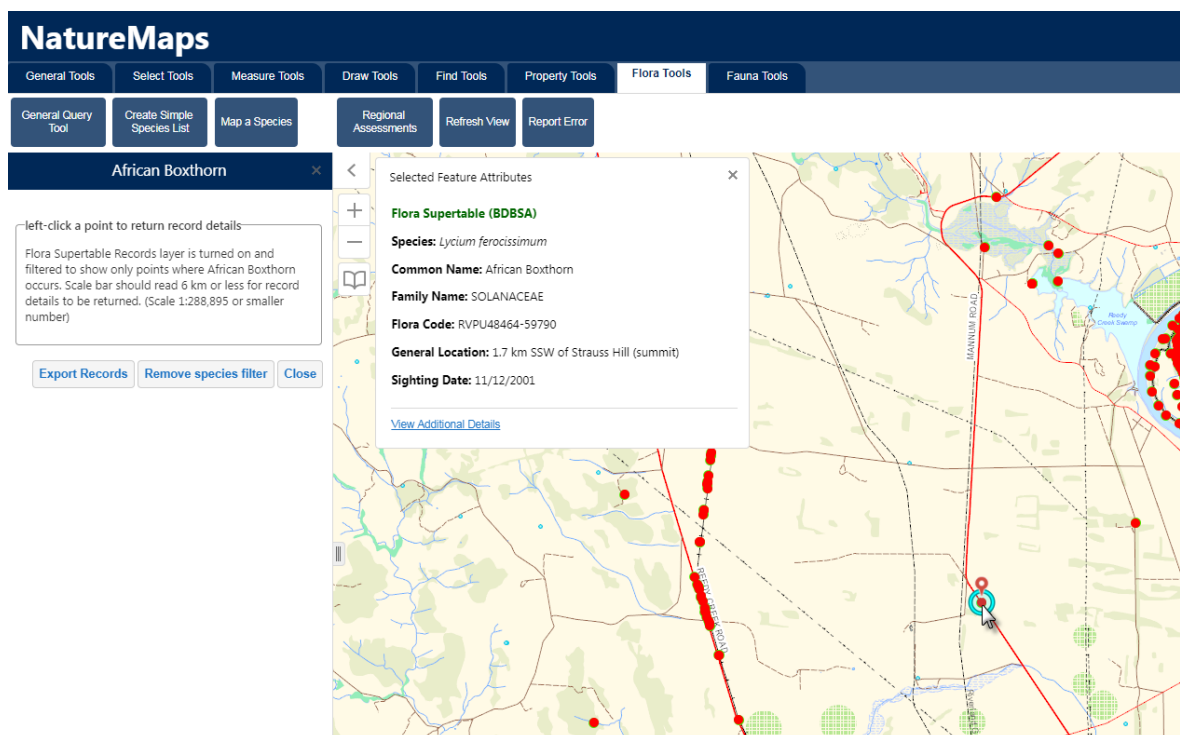 NatureMaps
General Tools
Select Tools
Measure Tools
Draw Tools
Find Tools
Property Tools
Flora Tools
Fauna Tools
General Query
Tool
Create Simple
Species List
Map a Species
Regional
Assessments
Refresh View
Report Error
African Boxthorn
left-click a point to return record details
Flora Supertable Records layer is turned on and
filtered to show only points where African Boxthorn
occurs. Scale bar should read 6 km or less for record
details to be returned. (Scale 1:288,895 or smaller
number)
Export Records
Remove species filter
Close
Selected Feature Attributes
Flora Supertable (BDBSA)
Species: Lycium ferocissimum
Common Name: African Boxthorn
Family Name: SOLANACEAE
Flora Code: RVPU48464-59790
General Location: 1.7 km SSW of Strauss Hill (summit)
Sighting Date: 11/12/2001
View Additional Details
MANNUM ROAD
Reedy
Creek Swamp
REEDY CREEK ROAD